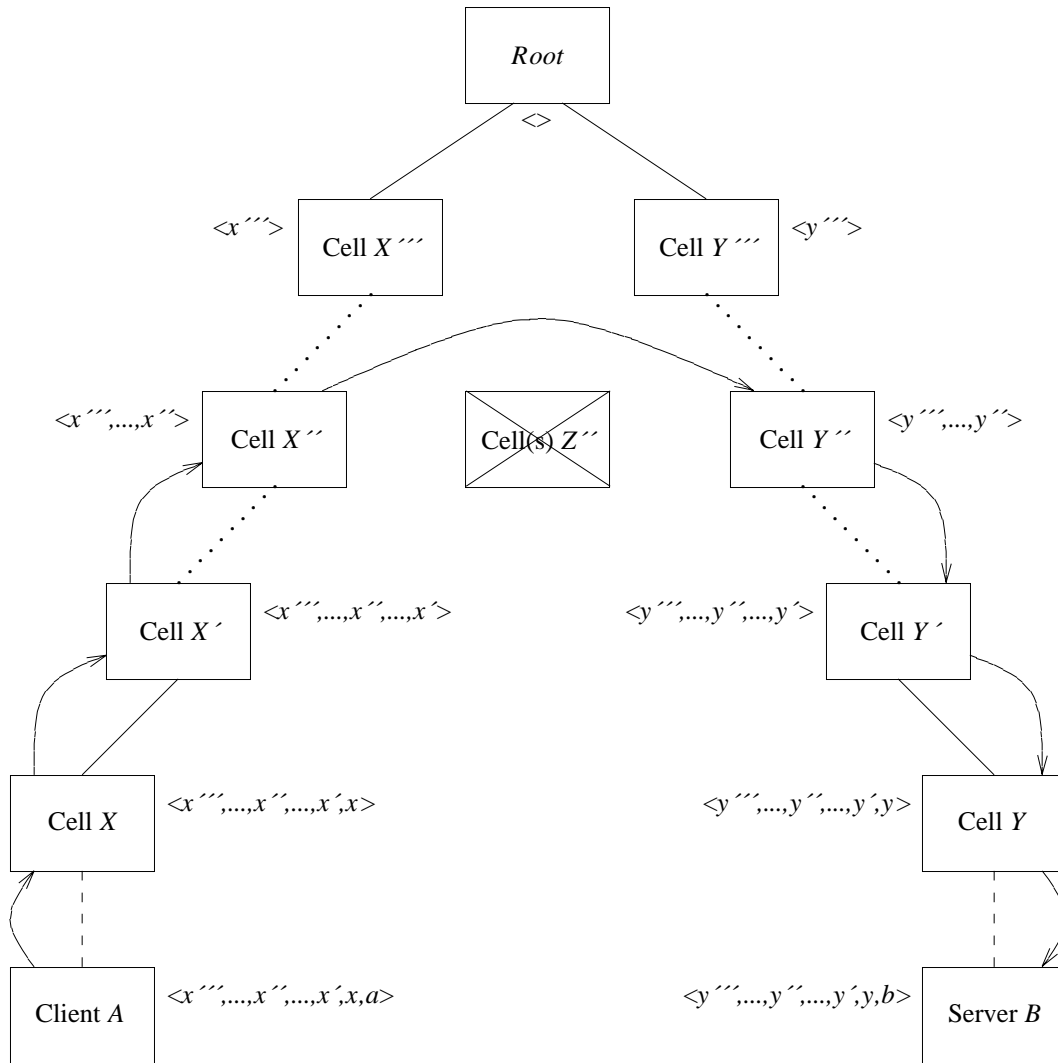 Root
<>
<x´´´> Cell X´´´ Cell Y´´´ <y´´´>
<x´´´,...,x´´> Cell X´´ Cell(s) Z´´ Cell Y´´ <y´´´,...,y´´>
Cell X´ <x´´´,...,x´´,...,x´> <y´´´,...,y´´,...,y´> Cell Y´
Cell X <x´´´,...,x´´,...,x´,x> <y´´´,...,y´´,...,y´,y> Cell Y
Client A <x´´´,...,x´´,...,x´,x,a> <y´´´,...,y´´,...,y´,y,b> Server B